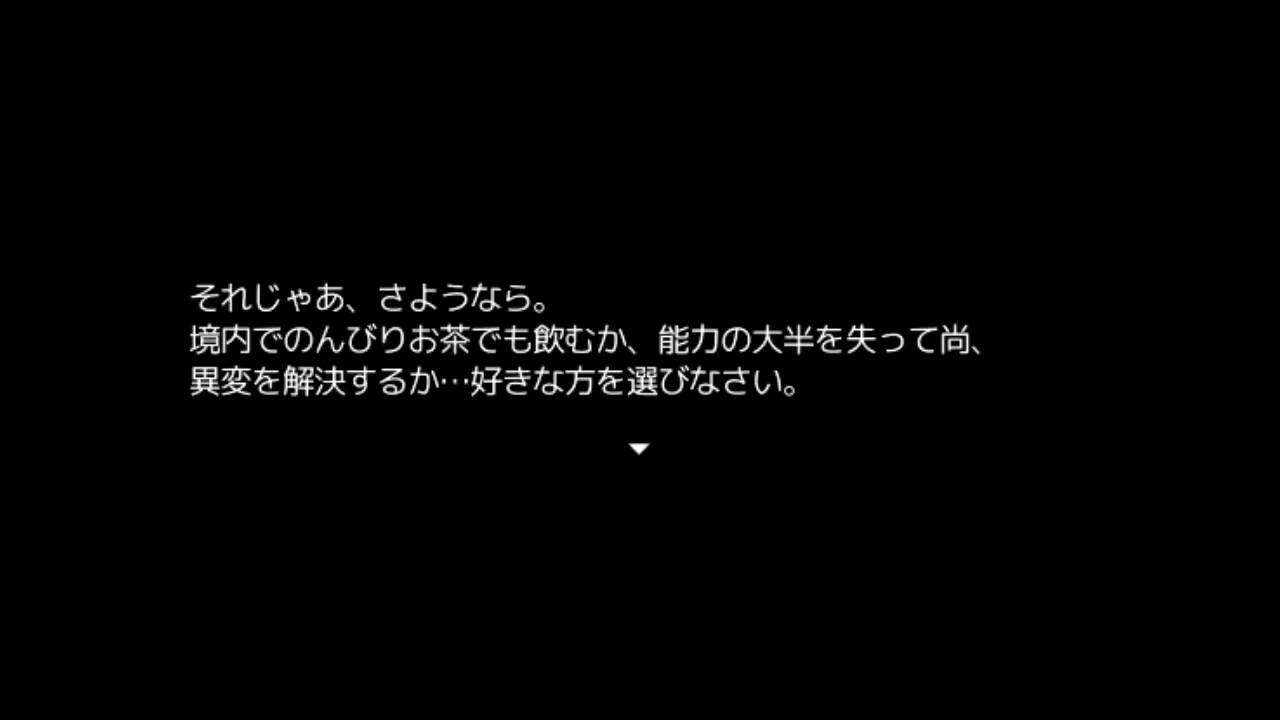 それじゃあ、さようなら。
境内でのんびりお茶でも飲むか、能力の大半を失って尚、
異変を解決するか…好きな方を選びなさい。